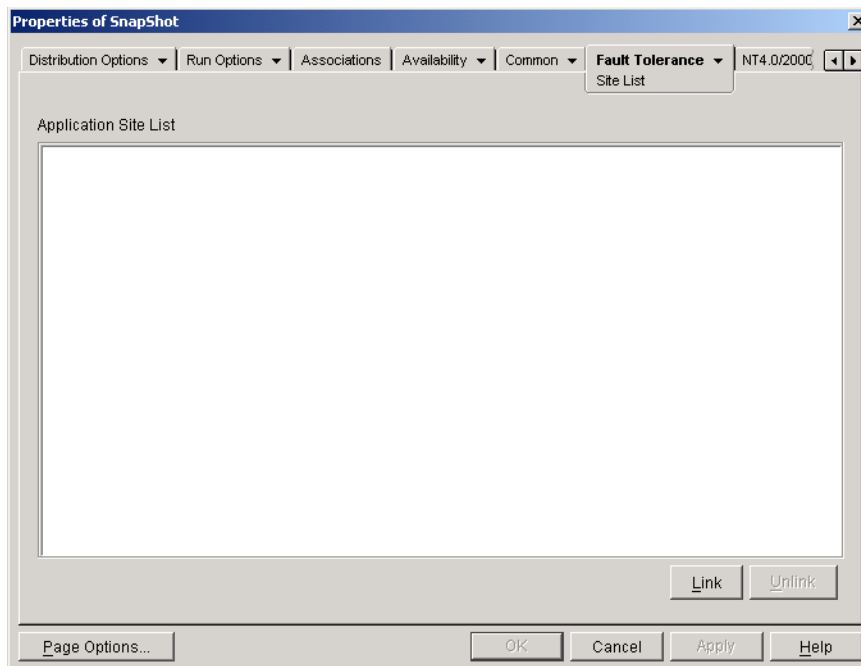 Properties of SnapShot
Distribution Options Run Options Associations Availability Common Fault Tolerance NT4.0/2000
Site List
Application Site List
Link Unlink
Page Options... OK Cancel Apply Help